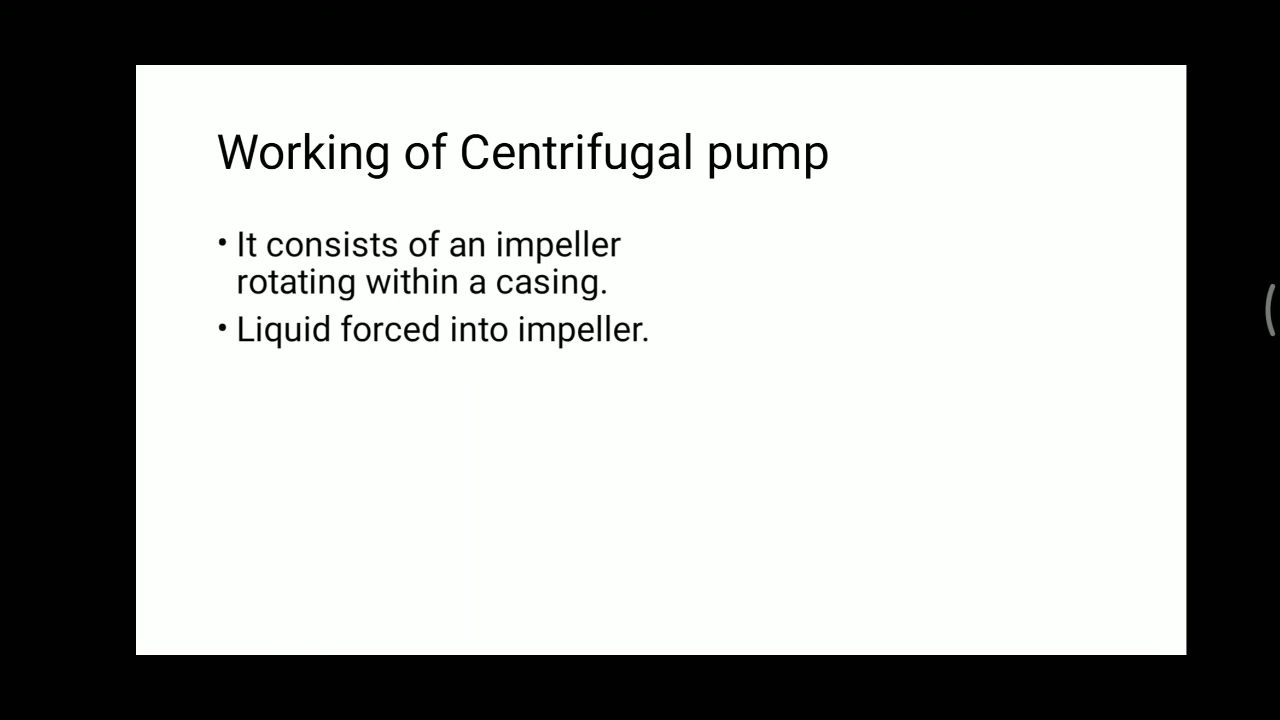 Working of Centrifugal pump
• It consists of an impeller
rotating within a casing.
• Liquid forced into impeller.